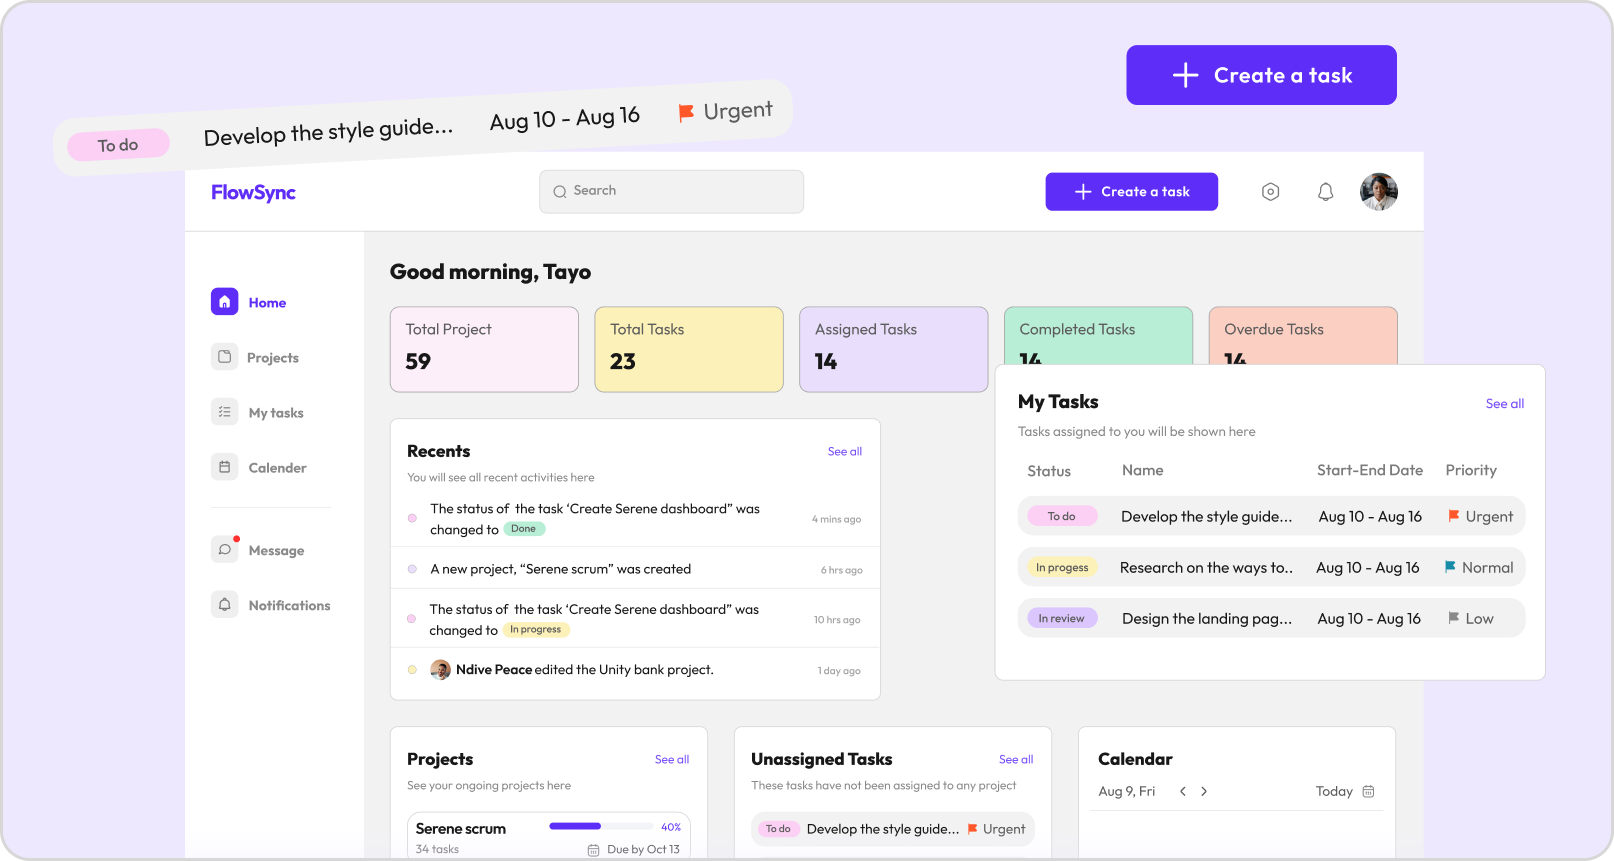 Create a task
To do Develop the style guide... Aug 10 - Aug 16 Urgent
FlowSync
Search
Create a task
Home
Projects
My tasks
Calender
Message
Notifications
Good morning, Tayo
Total Project
59
Total Tasks
23
Assigned Tasks
14
Completed Tasks
14
Overdue Tasks
14
Recents
See all
You will see all recent activities here
The status of the task ‘Create Serene dashboard” was
changed to Done
4 mins ago
A new project, “Serene scrum” was created
6 hrs ago
The status of the task ‘Create Serene dashboard” was
changed to In progress
10 hrs ago
Ndive Peace edited the Unity bank project.
1 day ago
My Tasks
See all
Tasks assigned to you will be shown here
Status Name Start-End Date Priority
To do Develop the style guide... Aug 10 - Aug 16 Urgent
In progess Research on the ways to.. Aug 10 - Aug 16 Normal
In review Design the landing pag... Aug 10 - Aug 16 Low
Projects
See all
See your ongoing projects here
Serene scrum 40%
34 tasks Due by Oct 13
Unassigned Tasks
See all
These tasks have not been assigned to any project
To do Develop the style guide... Urgent
Calendar
Aug 9, Fri < > Today